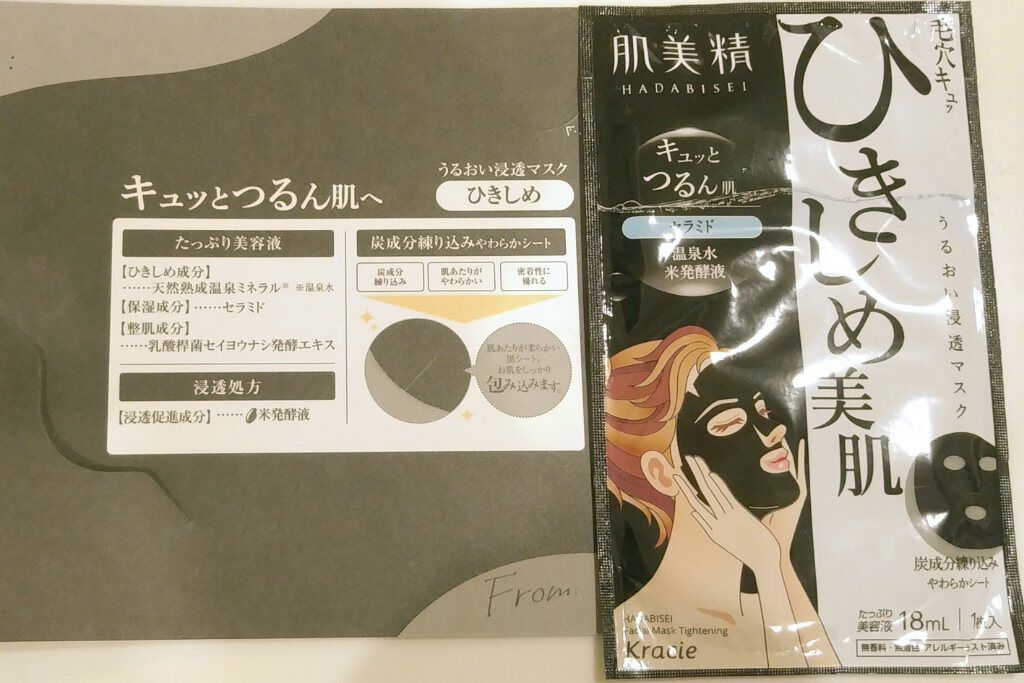 キュッとつるん肌へ
うるおい浸透マスク
ひきしめ
たっぷり美容液
【ひきしめ成分】
……天然熟成温泉ミネラル※ ※温泉水
【保湿成分】……セラミド
【整肌成分】
……乳酸桿菌セイヨウナシ発酵エキス
浸透処方
【浸透促進成分】……米発酵液
炭成分練り込みやわらかシート
炭成分
練り込み
肌あたりが
やわらかい
密着性に
優れる
肌あたりが柔らかい
黒シート。
お肌をしっかり
包み込みます。
From:
肌美精
HADABISEI
キュッと
つるん肌
セラミド
温泉水
米発酵液
毛穴キュッ
ひきしめ美肌
うるおい浸透マスク
炭成分練り込み
やわらかシート
HADABISEI
Facial Mask Tightening
Kracie
たっぷり
美容液 18mL 1枚入
無香料・無着色 アレルギーテスト済み